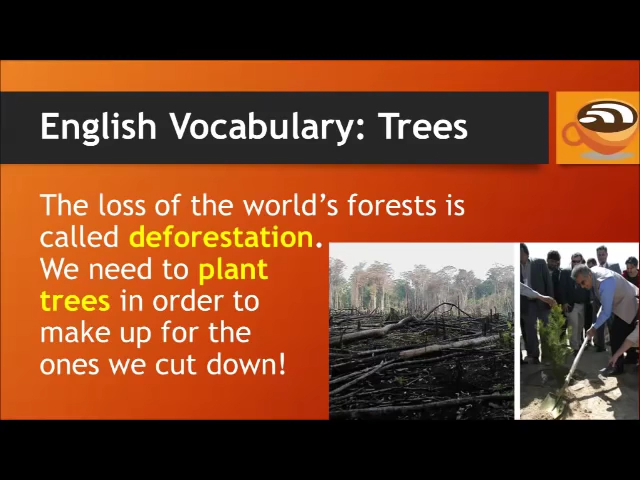 English Vocabulary: Trees
The loss of the world’s forests is
called deforestation.
We need to plant
trees in order to
make up for the
ones we cut down!